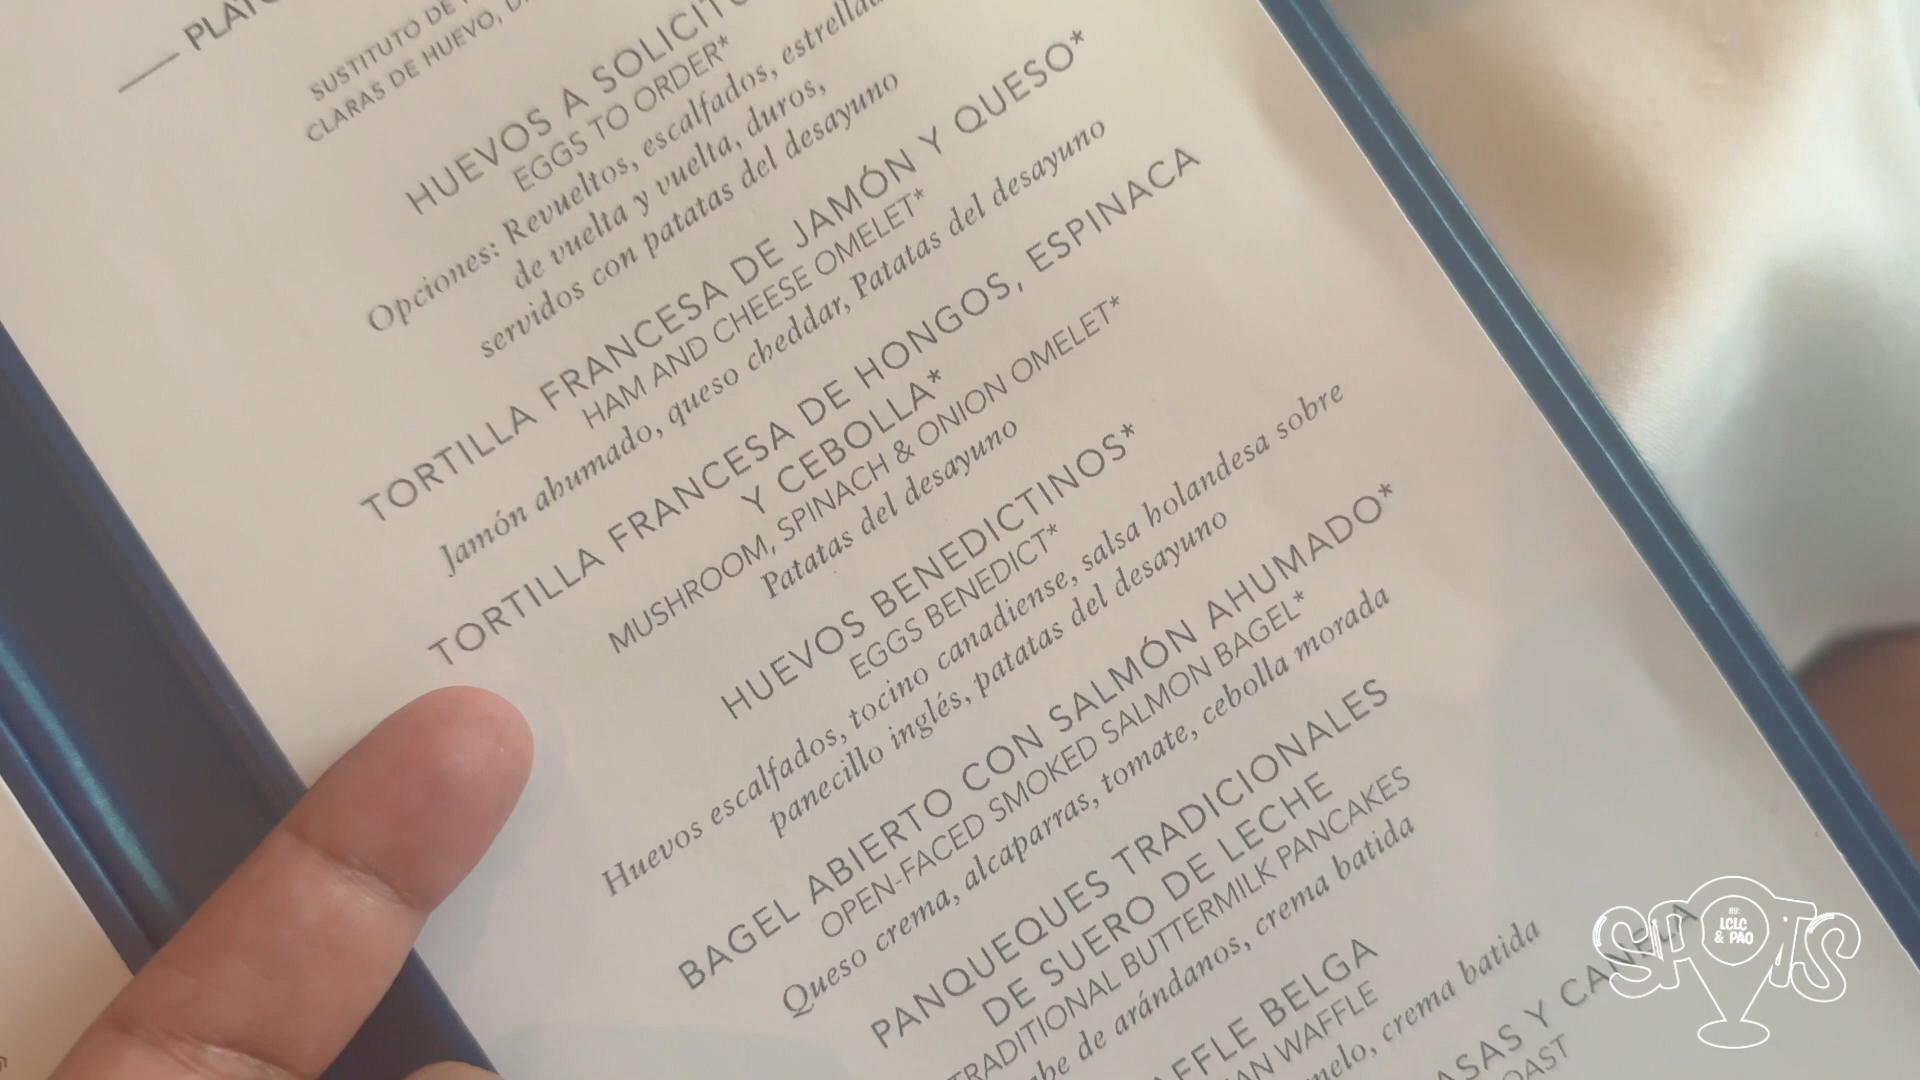 SUSTITUTO DE
CLARAS DE HUEVO,
HUEVOS A
EGGS TO ORDER*
Opciones: Revueltos, escalfados,
de vuelta y vuelta, duros,
servidos con patatas del desayuno
TORTILLA FRANCESA DE JAMÓN Y QUESO*
HAM AND CHEESE OMELET*
Jamón ahumado, queso cheddar, Patatas del desayuno
TORTILLA FRANCESA DE HONGOS, ESPINACA
Y CEBOLLA*
MUSHROOM, SPINACH & ONION OMELET*
Patatas del desayuno
HUEVOS BENEDICTINOS*
EGGS BENEDICT*
Huevos escalfados, tocino canadiense, salsa holandesa sobre
panecillo inglés, patatas del desayuno
BAGEL ABIERTO CON SALMÓN AHUMADO*
OPEN-FACED SMOKED SALMON BAGEL*
Queso crema, alcaparras, tomate, cebolla morada
PANQUEQUES TRADICIONALES
DE SUERO DE LECHE
TRADITIONAL BUTTERMILK PANCAKES
de arándanos, crema batida
BELGA
WAFFLE
crema batida
Y
SPOTS
BY:
LCLC
& PAO